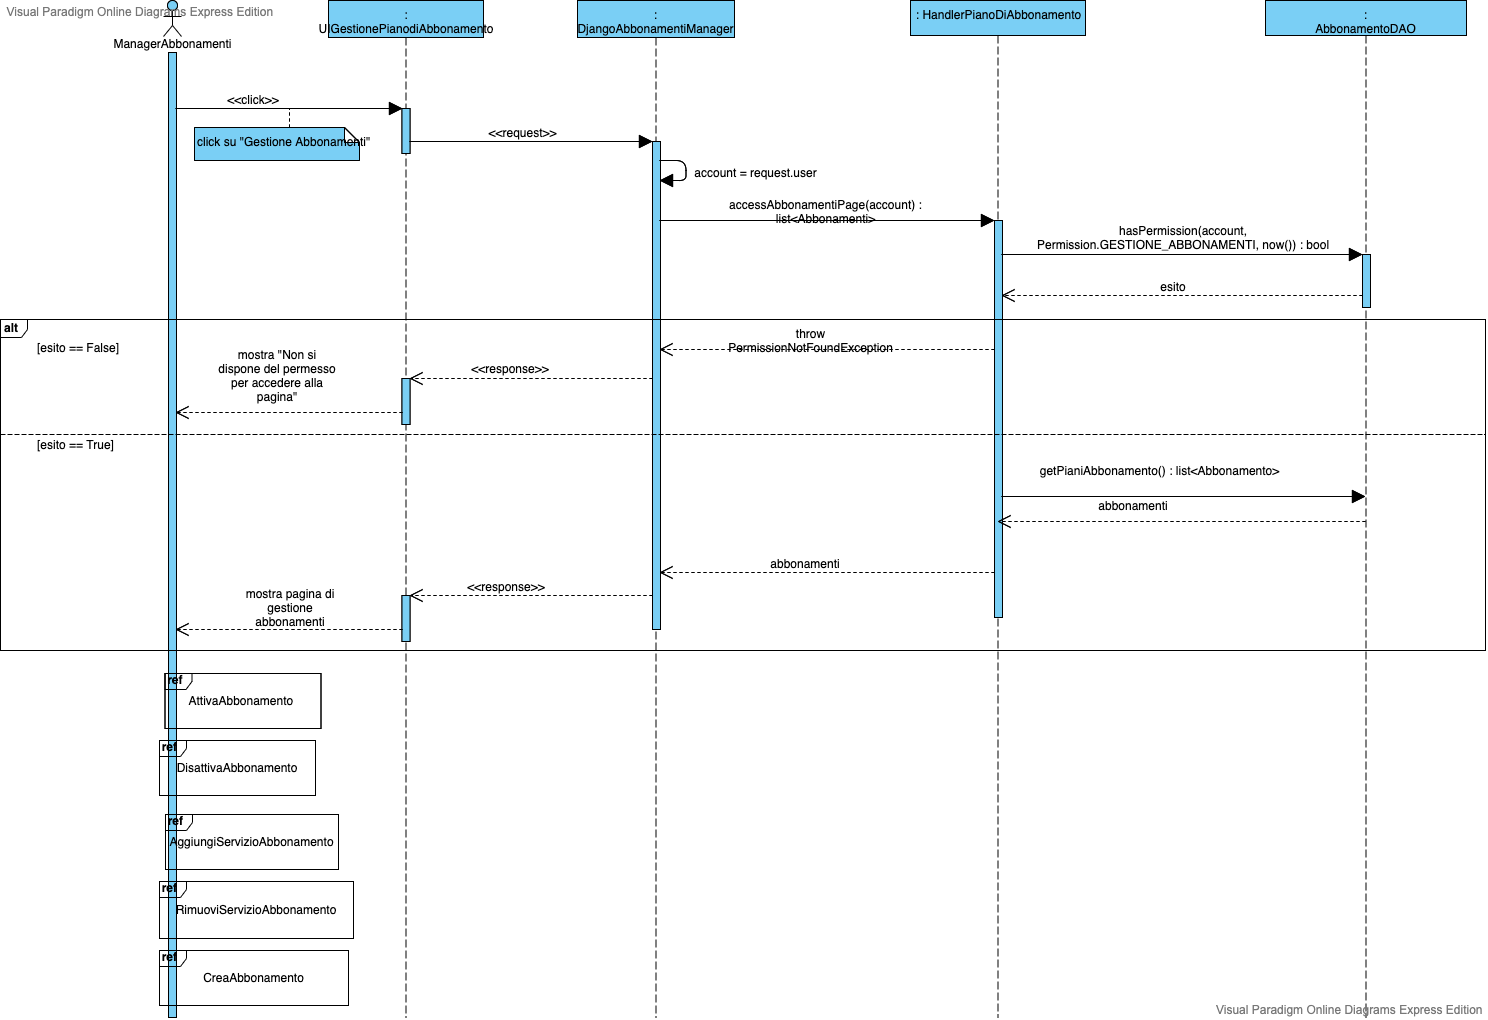 Visual Paradigm Online Diagrams Express Edition
ManagerAbbonamenti
:
UIGestionePianodiAbbonamento
:
DjangoAbbonamentiManager
: HandlerPianoDiAbbonamento
:
AbbonamentoDAO
<<click>>
click su "Gestione Abbonamenti"
<<request>>
account = request.user
accessAbbonamentiPage(account) :
list<Abbonamenti>
hasPermission(account,
Permission.GESTIONE_ABBONAMENTI, now()) : bool
esito
alt
[esito == False]
throw
PermissionNotFoundException
<<response>>
mostra "Non si
dispone del permesso
per accedere alla
pagina"
[esito == True]
getPianiAbbonamento() : list<Abbonamento>
abbonamenti
abbonamenti
<<response>>
mostra pagina di
gestione
abbonamenti
ref
AttivaAbbonamento
ref
DisattivaAbbonamento
ref
AggiungiServizioAbbonamento
ref
RimuoviServizioAbbonamento
ref
CreaAbbonamento
Visual Paradigm Online Diagrams Express Edition